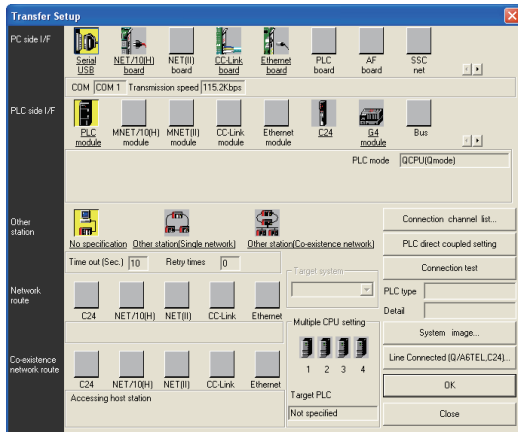 Transfer Setup
PC side I/F
Serial USB
NET/10(H) board
NET(II) board
CC-Link board
Ethernet board
PLC board
AF board
SSC net
COM COM 1 Transmission speed 115.2Kbps
PLC side I/F
PLC module
MNET/10(H) module
MNET(II) module
CC-Link module
Ethernet module
C24
G4 module
Bus
PLC mode QCPU(Qmode)
Other station
No specification
Other station(Single network)
Other station(Co-existence network)
Time out (Sec.) 10 Retry times 0
Target system
Connection channel list...
PLC direct coupled setting
Connection test
PLC type
Detail
System image...
Line Connected (Q/A6TEL,C24)...
OK
Close
Network route
C24
NET/10(H)
NET(II)
CC-Link
Ethernet
Multiple CPU setting
1 2 3 4
Target PLC
Not specified
Co-existence network route
C24
NET/10(H)
NET(II)
CC-Link
Ethernet
Accessing host station